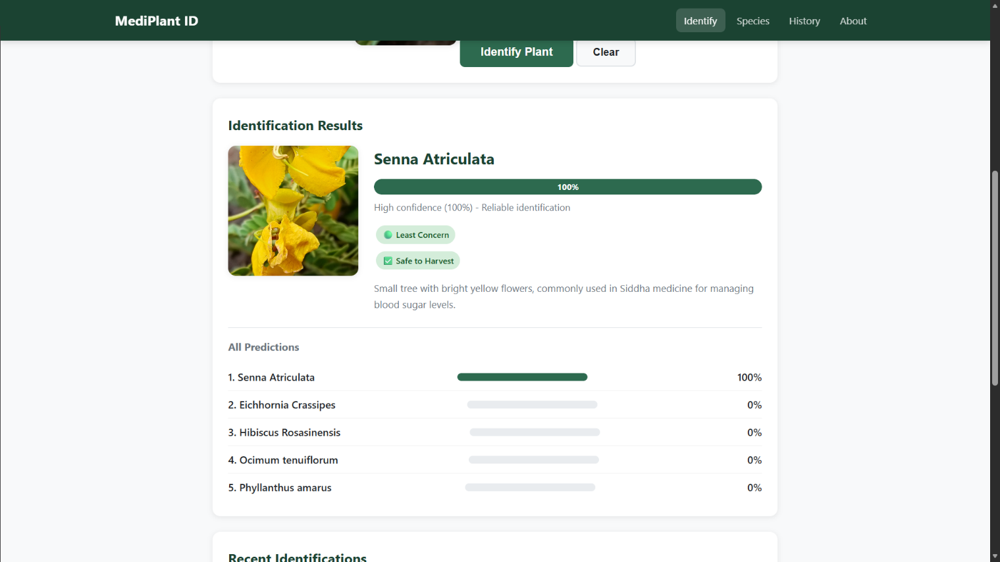 MediPlant ID
Identify
Species
History
About
Identify Plant
Clear
Identification Results
Senna Atriculata
100%
High confidence (100%) - Reliable identification
Least Concern
Safe to Harvest
Small tree with bright yellow flowers, commonly used in Siddha medicine for managing
blood sugar levels.
All Predictions
1. Senna Atriculata 100%
2. Eichhornia Crassipes 0%
3. Hibiscus Rosasinensis 0%
4. Ocimum tenuiflorum 0%
5. Phyllanthus amarus 0%
Recent Identifications